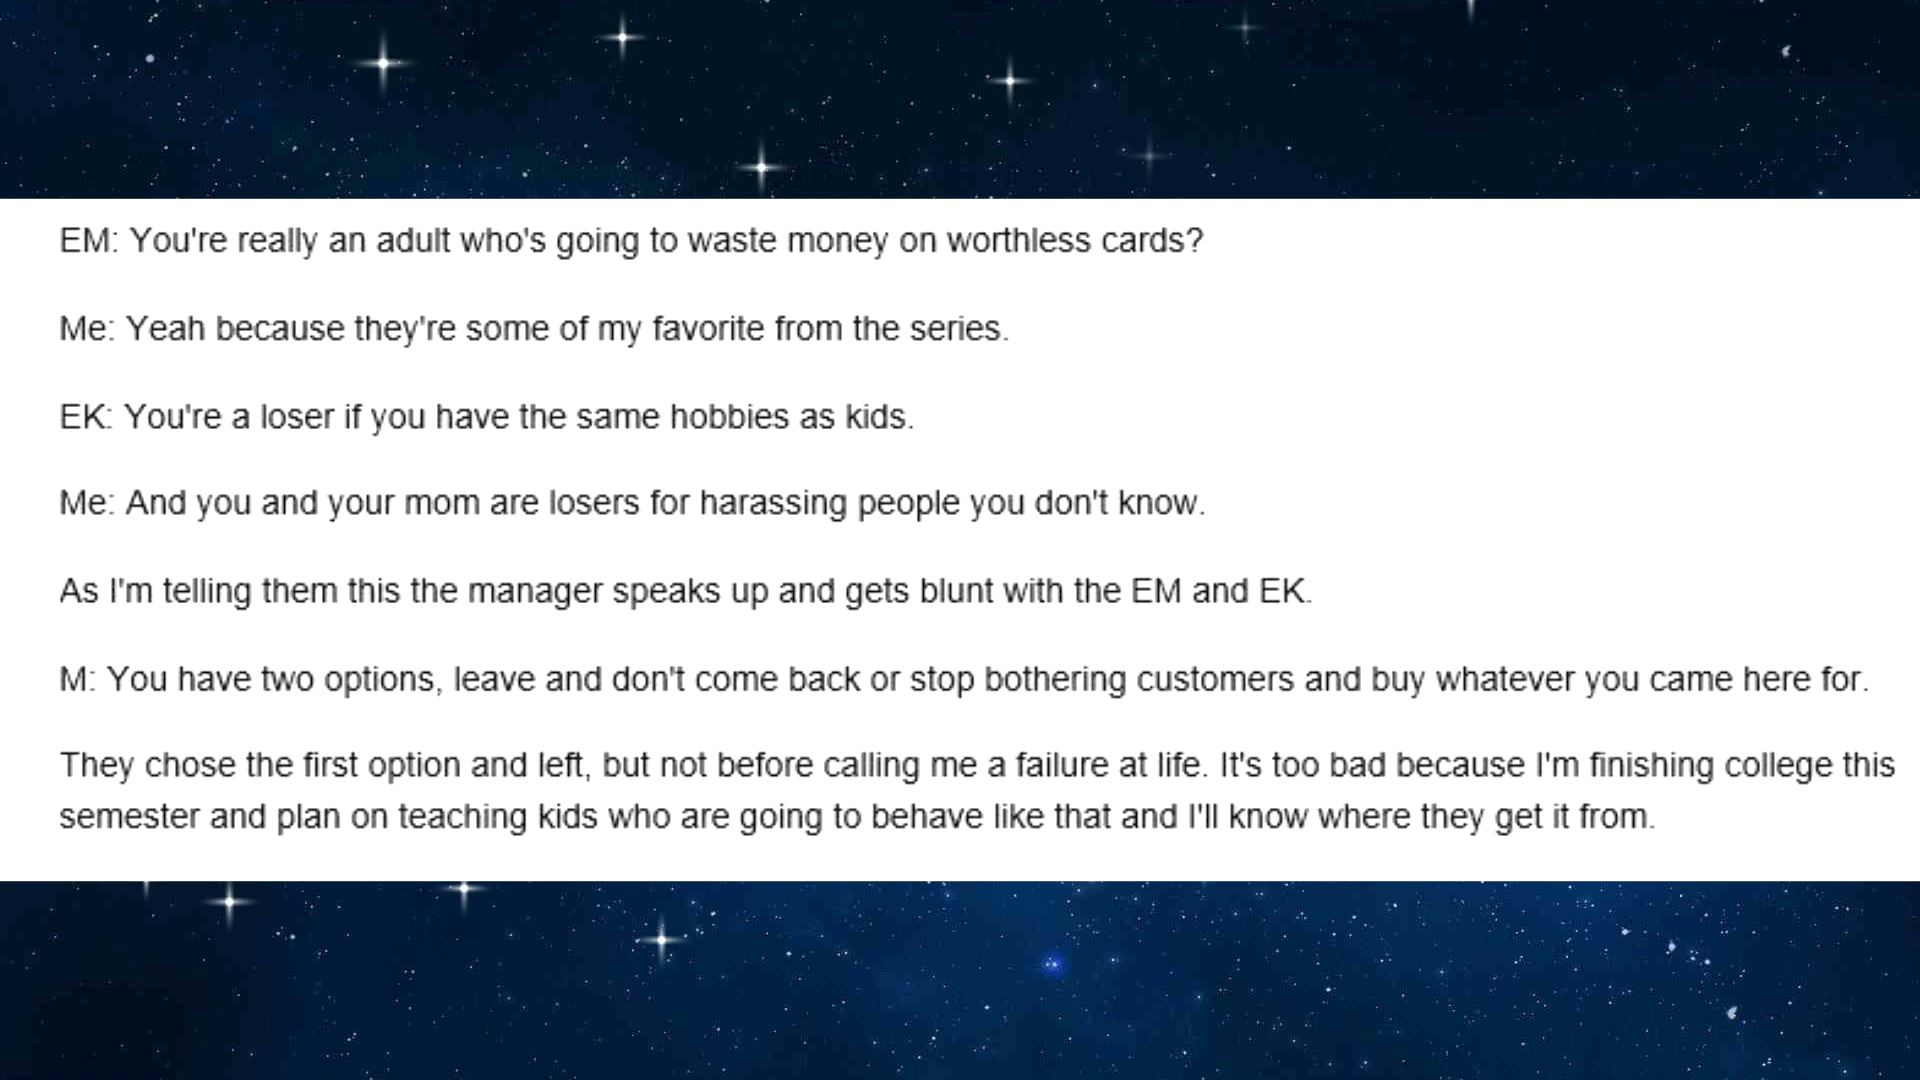 EM: You're really an adult who's going to waste money on worthless cards?
Me: Yeah because they're some of my favorite from the series.
EK: You're a loser if you have the same hobbies as kids.
Me: And you and your mom are losers for harassing people you don't know.
As I'm telling them this the manager speaks up and gets blunt with the EM and EK.
M: You have two options, leave and don't come back or stop bothering customers and buy whatever you came here for.
They chose the first option and left, but not before calling me a failure at life. It's too bad because I'm finishing college this
semester and plan on teaching kids who are going to behave like that and I'll know where they get it from.